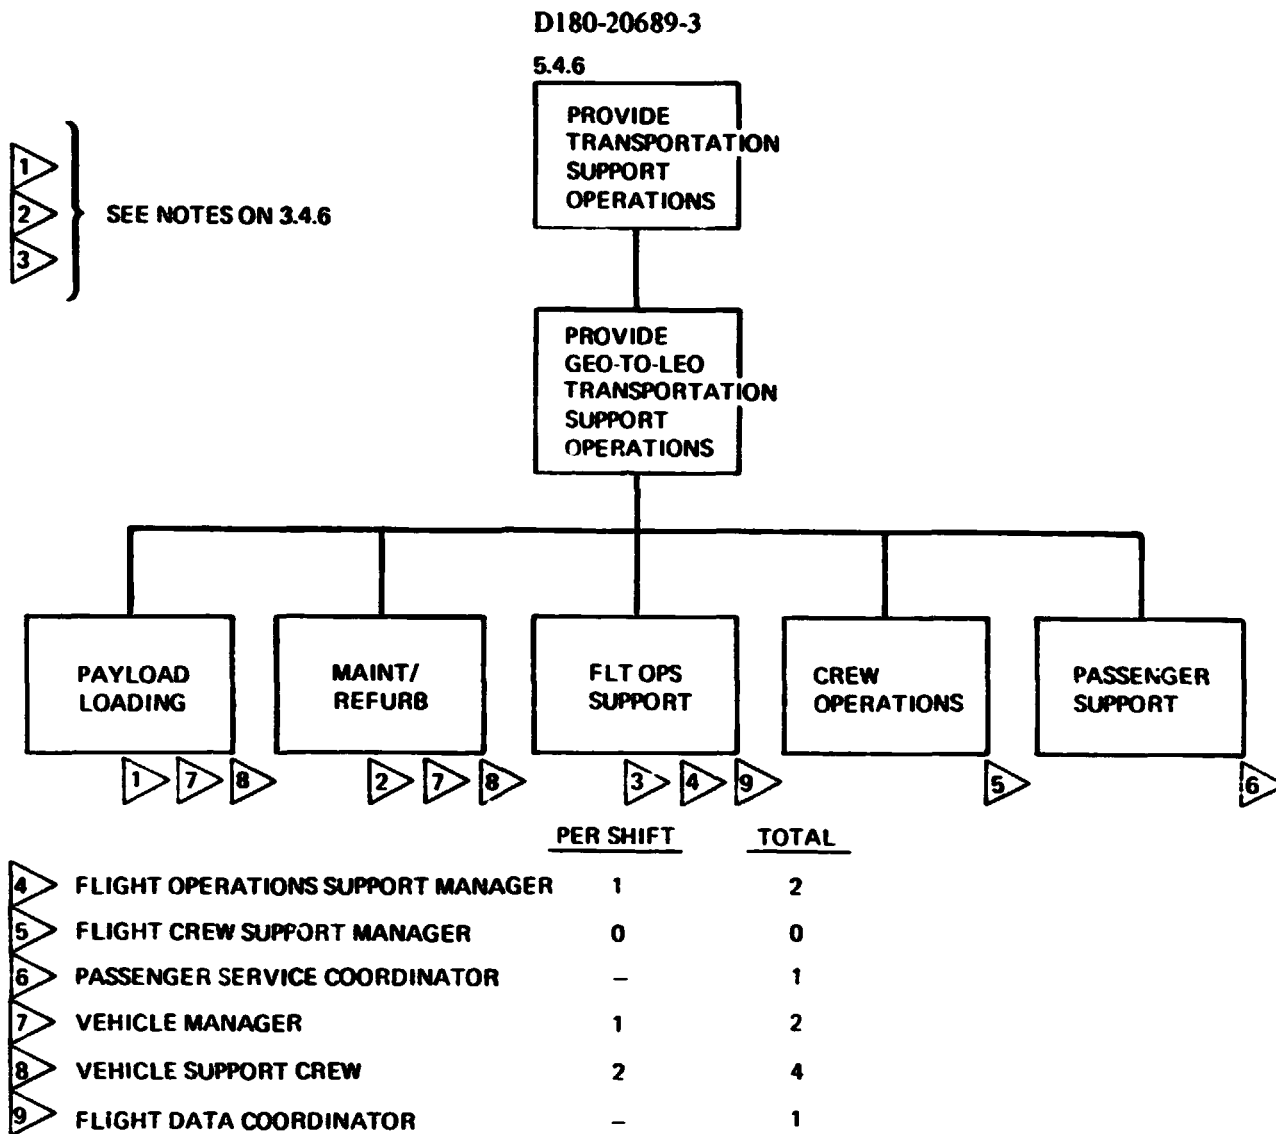 D180-20689-3
5.4.6
PROVIDE
TRANSPORTATION
SUPPORT
OPERATIONS
1
2
3
SEE NOTES ON 3.4.6
PROVIDE
GEO-TO-LEO
TRANSPORTATION
SUPPORT
OPERATIONS
PAYLOAD
LOADING
1 7 8
MAINT/
REFURB
2 7 8
FLT OPS
SUPPORT
3 4 9
CREW
OPERATIONS
5
PASSENGER
SUPPORT
6
PER SHIFT TOTAL
4 FLIGHT OPERATIONS SUPPORT MANAGER 1 2
5 FLIGHT CREW SUPPORT MANAGER 0 0
6 PASSENGER SERVICE COORDINATOR – 1
7 VEHICLE MANAGER 1 2
8 VEHICLE SUPPORT CREW 2 4
9 FLIGHT DATA COORDINATOR – 1